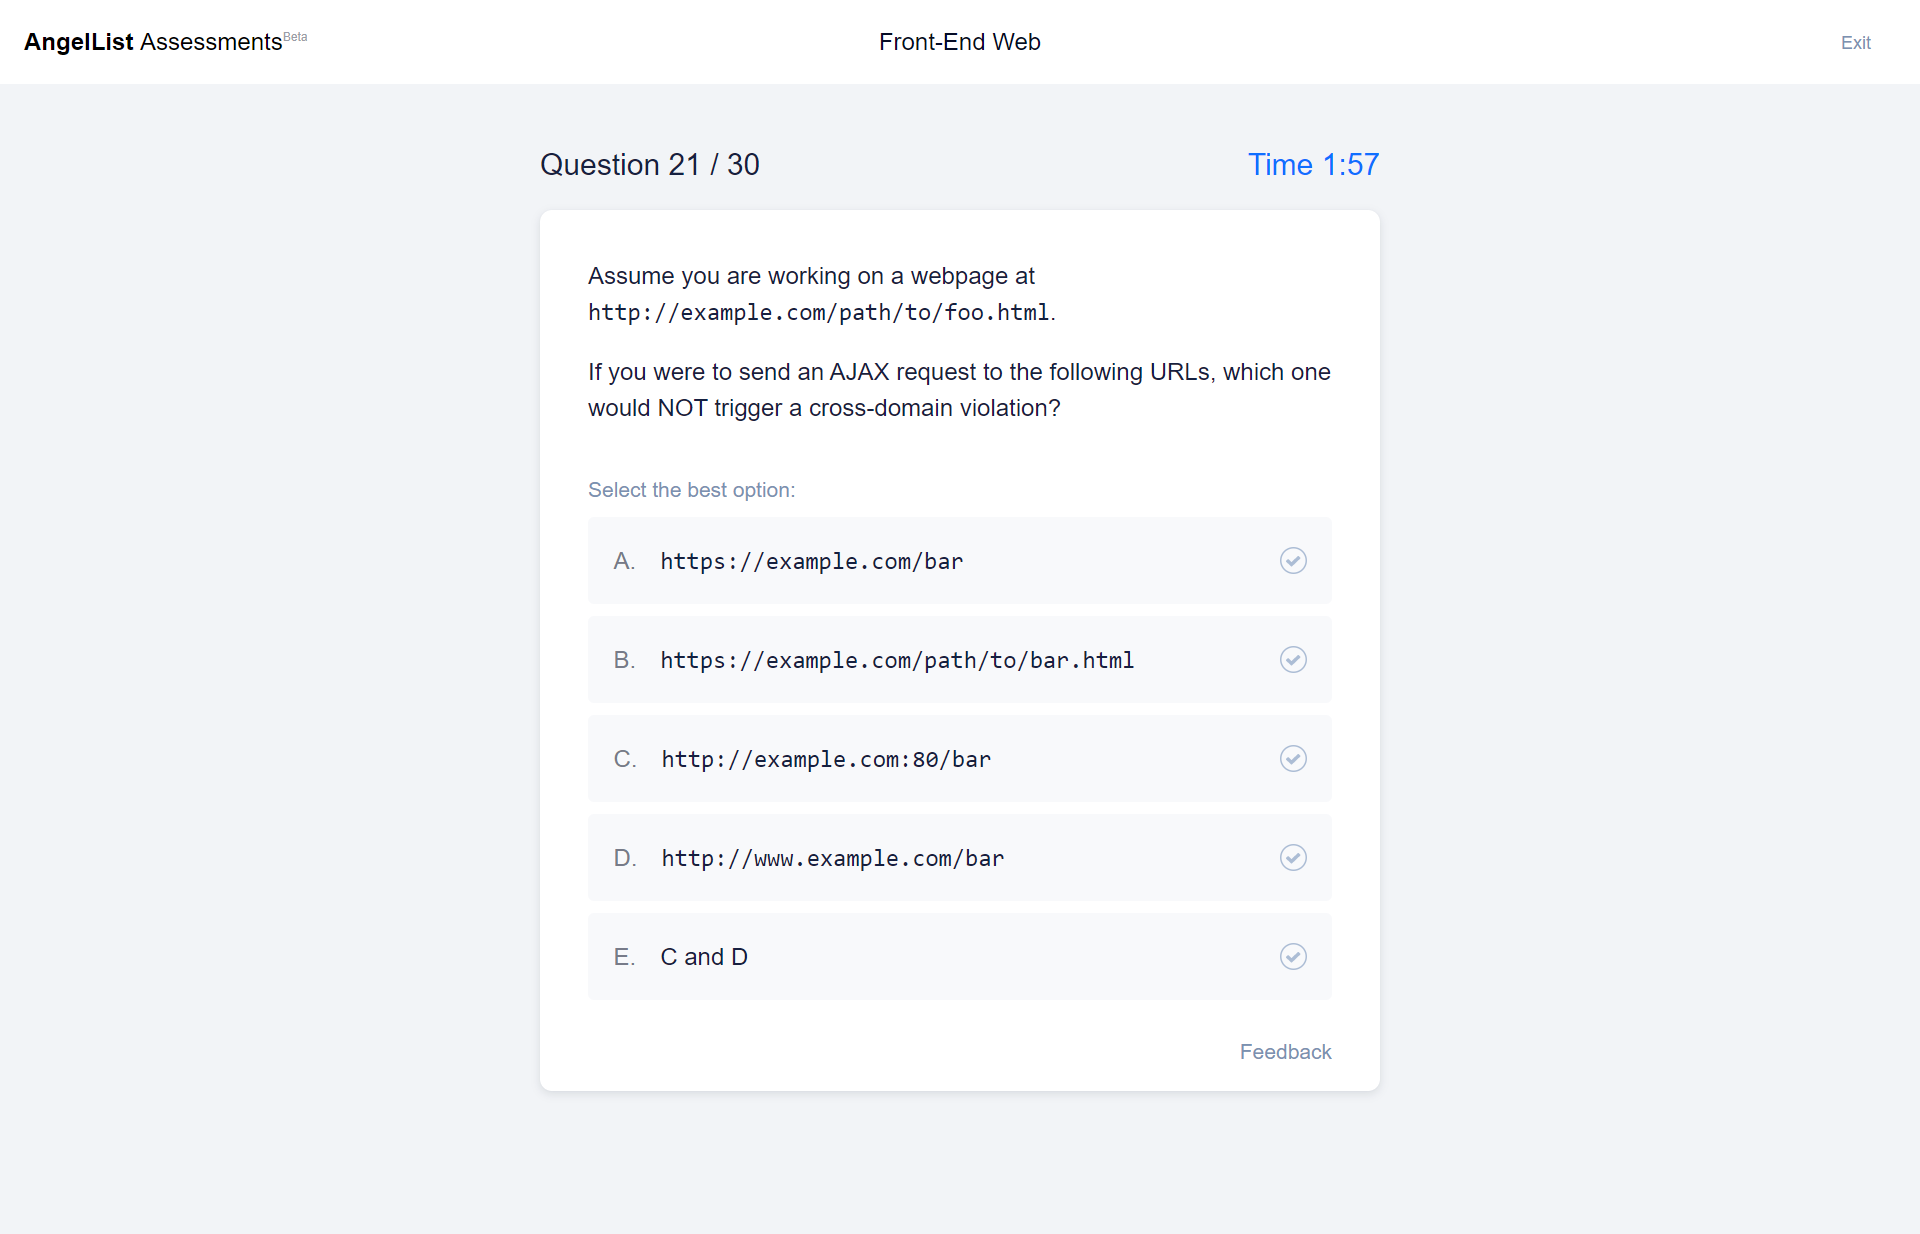 AngelList Assessments Beta
Front-End Web
Exit
Question 21 / 30
Time 1:57
Assume you are working on a webpage at
http://example.com/path/to/foo.html.
If you were to send an AJAX request to the following URLs, which one
would NOT trigger a cross-domain violation?
Select the best option:
A. https://example.com/bar
B. https://example.com/path/to/bar.html
C. http://example.com:80/bar
D. http://www.example.com/bar
E. C and D
Feedback